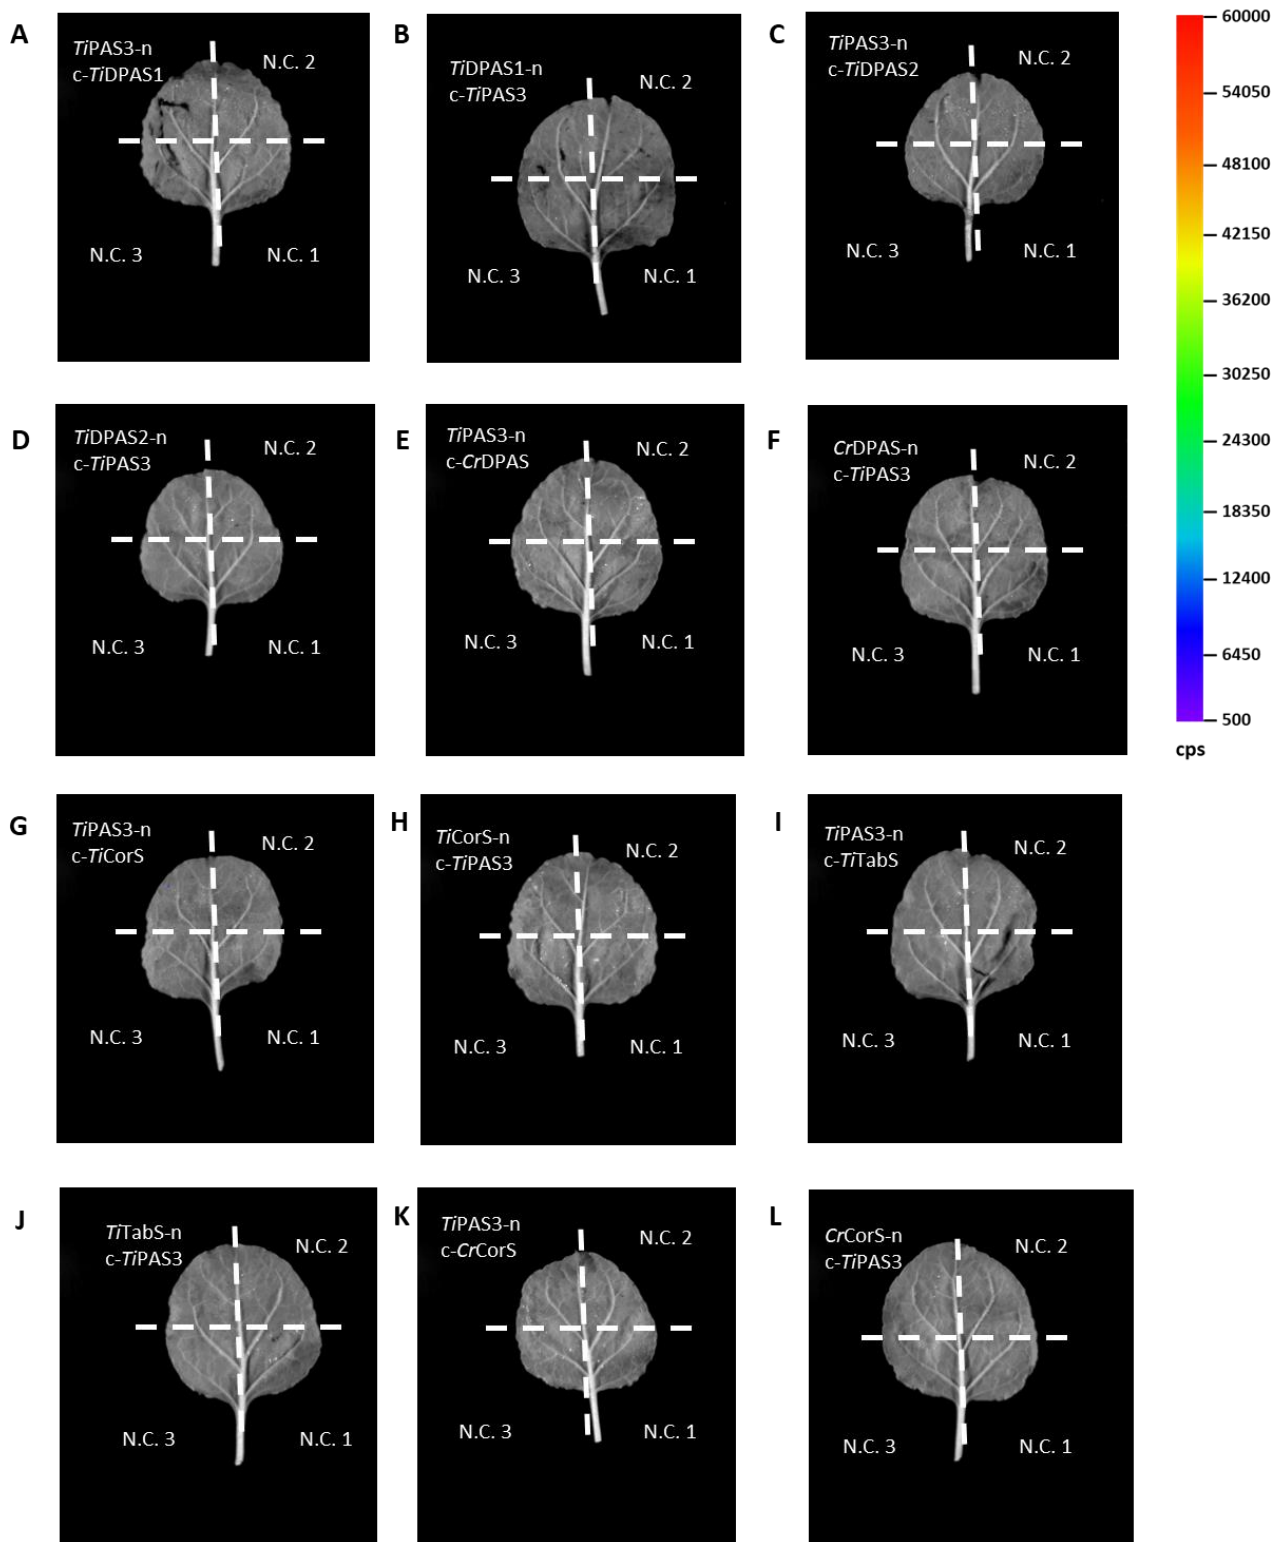 A
TiPAS3-n
c-TiDPAS1
N.C. 2
N.C. 3
N.C. 1
B
TiDPAS1-n
c-TiPAS3
N.C. 2
N.C. 3
N.C. 1
C
TiPAS3-n
c-TiDPAS2
N.C. 2
N.C. 3
N.C. 1
60000
54050
48100
42150
36200
30250
24300
18350
12400
6450
500
cps
D
TiDPAS2-n
c-TiPAS3
N.C. 2
N.C. 3
N.C. 1
E
TiPAS3-n
c-CrDPAS
N.C. 2
N.C. 3
N.C. 1
F
CrDPAS-n
c-TiPAS3
N.C. 2
N.C. 3
N.C. 1
G
TiPAS3-n
c-TiCorS
N.C. 2
N.C. 3
N.C. 1
H
TiCorS-n
c-TiPAS3
N.C. 2
N.C. 3
N.C. 1
I
TiPAS3-n
c-TiTabS
N.C. 2
N.C. 3
N.C. 1
J
TiTabS-n
c-TiPAS3
N.C. 2
N.C. 3
N.C. 1
K
TiPAS3-n
c-CrCorS
N.C. 2
N.C. 3
N.C. 1
L
CrCorS-n
c-TiPAS3
N.C. 2
N.C. 3
N.C. 1